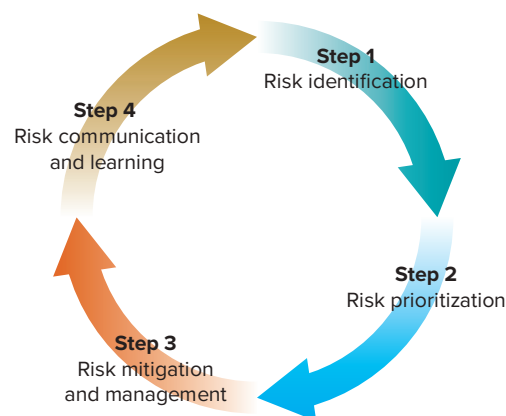 Step 1
Risk identification
Step 2
Risk prioritization
Step 3
Risk mitigation
and management
Step 4
Risk communication
and learning